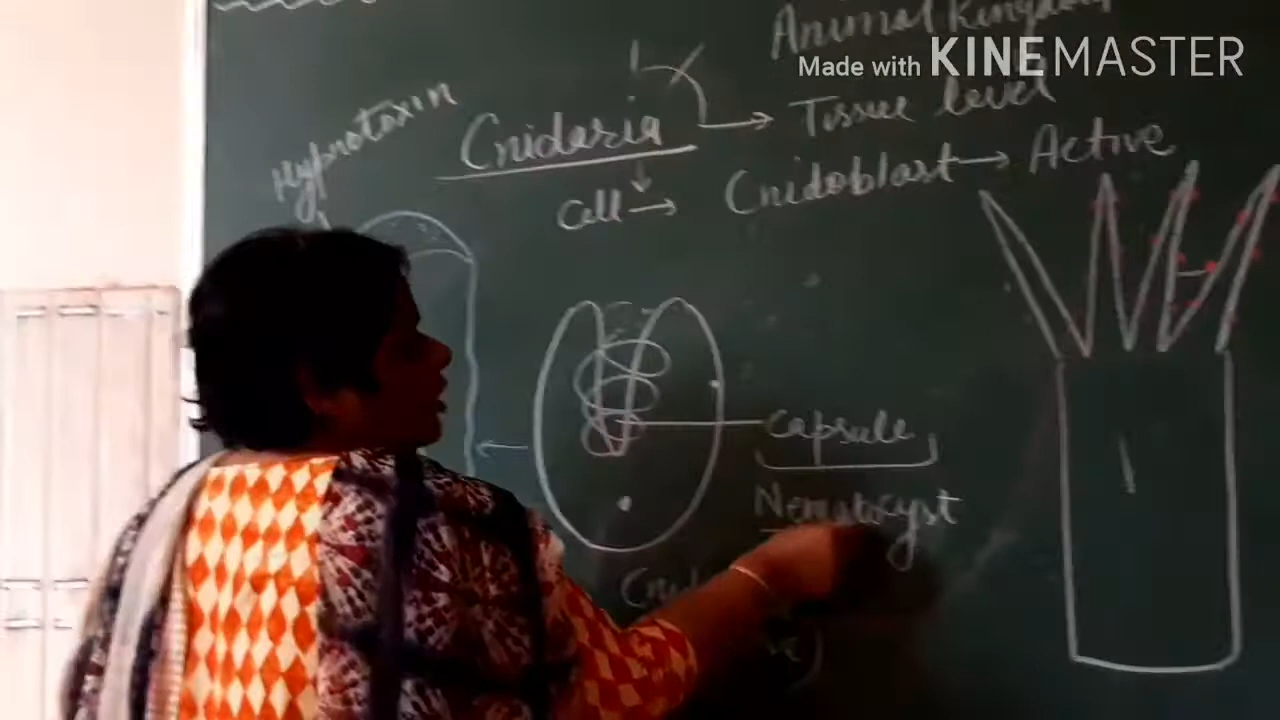 Animal Kingdom
Made with KINEMASTER
Hypnotoxin
Cnidaria → Tissue level
Cell → Cnidoblast → Active
Capsule
Nematocyst